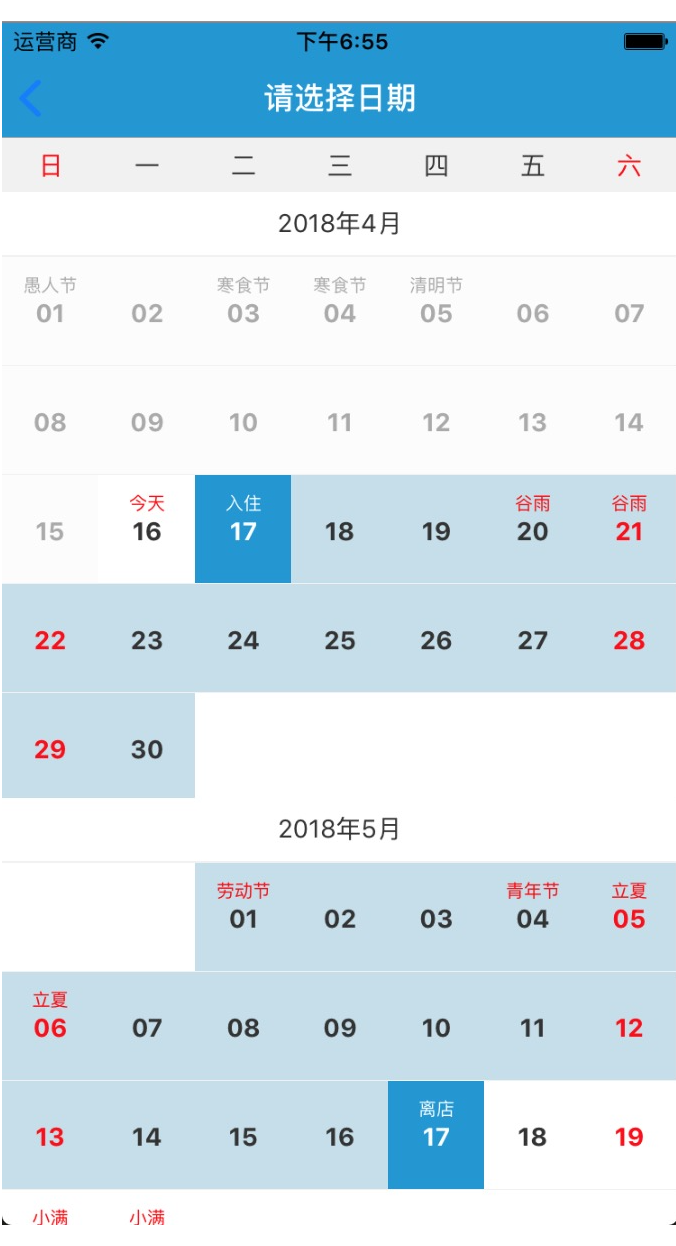 运营商 下午6:55
请选择日期
日 一 二 三 四 五 六
2018年4月
愚人节 寒食节 寒食节 清明节
01 02 03 04 05 06 07
08 09 10 11 12 13 14
今天 入住 谷雨 谷雨
15 16 17 18 19 20 21
22 23 24 25 26 27 28
29 30
2018年5月
劳动节 青年节 立夏
01 02 03 04 05
立夏
06 07 08 09 10 11 12
离店
13 14 15 16 17 18 19
小满 小满